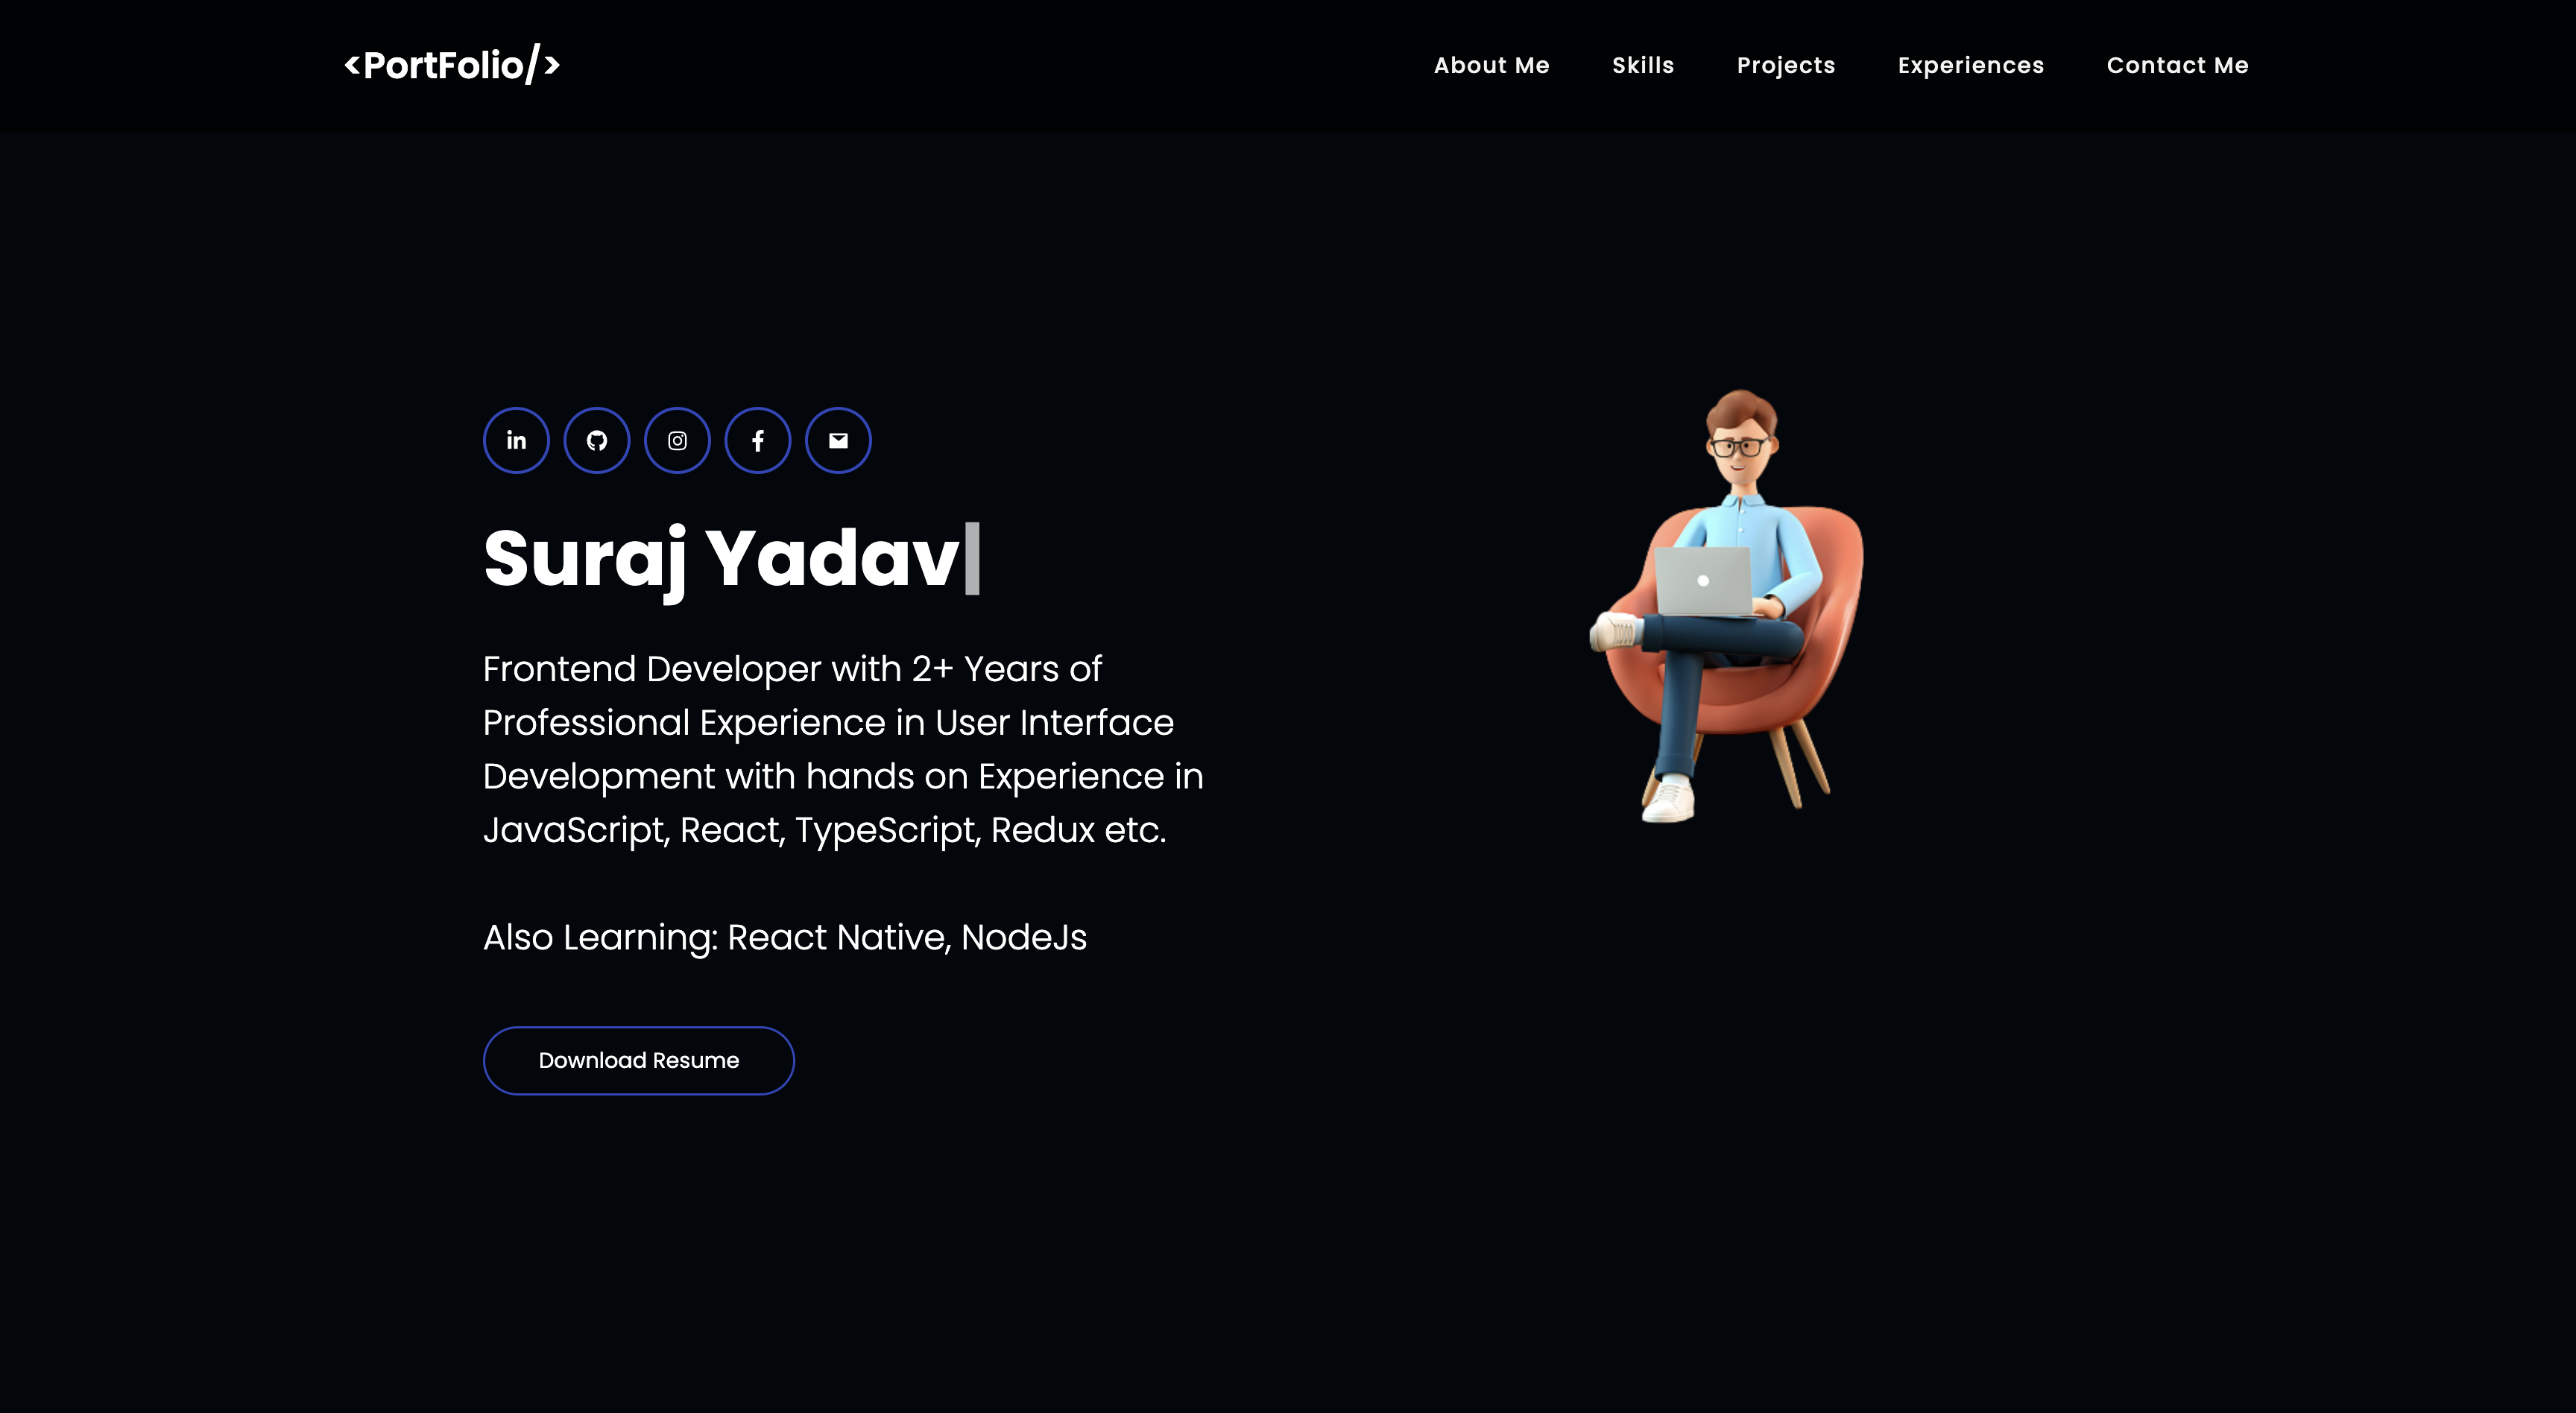 <PortFolio/>
About Me Skills Projects Experiences Contact Me
Suraj Yadav
Frontend Developer with 2+ Years of
Professional Experience in User Interface
Development with hands on Experience in
JavaScript, React, TypeScript, Redux etc.
Also Learning: React Native, NodeJs
Download Resume